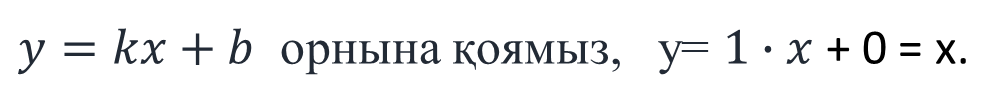 y = kx + b орнына қоямыз, у= 1 · x + 0 = x.